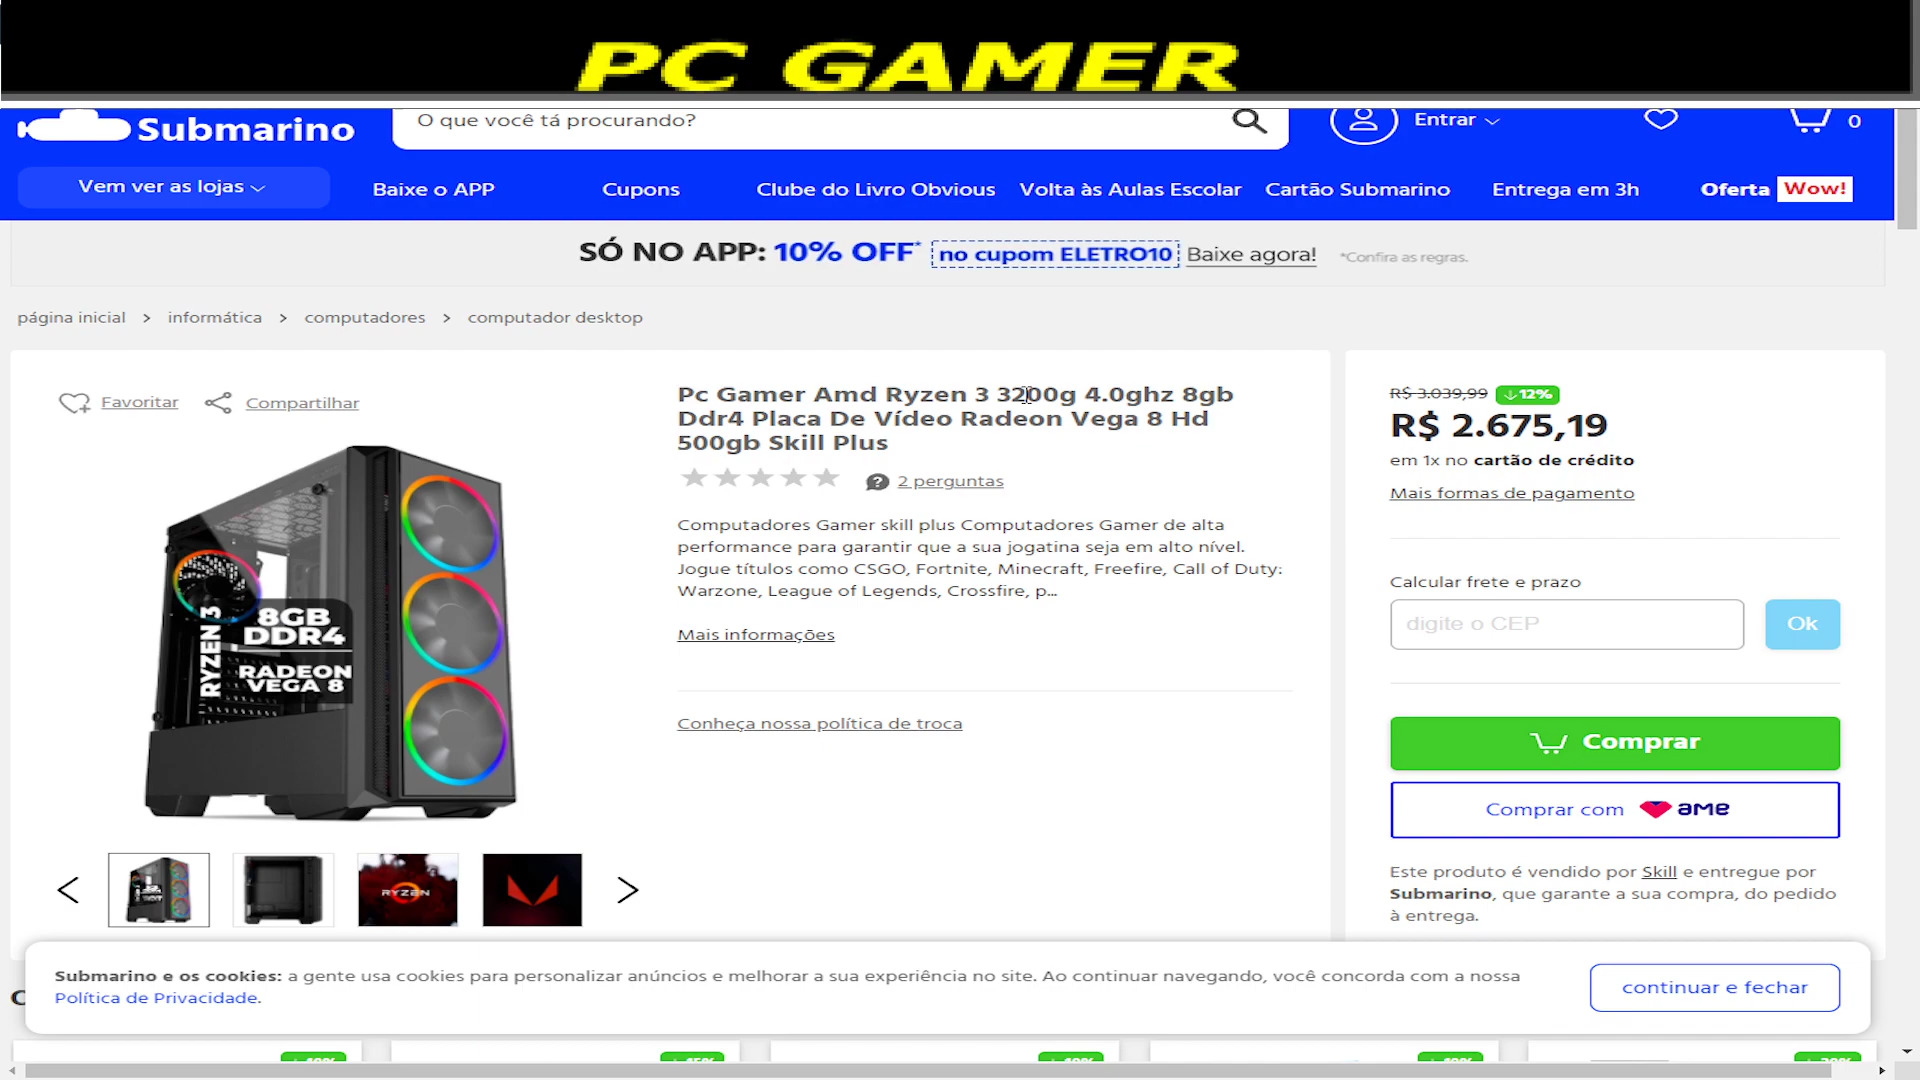 PC GAMER
Submarino
O que você tá procurando?
Entrar
0
Vem ver as lojas
Baixe o APP
Cupons
Clube do Livro Obvious
Volta às Aulas Escolar
Cartão Submarino
Entrega em 3h
Oferta Wow!
SÓ NO APP: 10% OFF* no cupom ELETRO10 Baixe agora! *Confira as regras.
página inicial > informática > computadores > computador desktop
Favoritar
Compartilhar
8GB
DDR4
RYZEN 3
RADEON
VEGA 8
RYZEN
Pc Gamer Amd Ryzen 3 3200g 4.0ghz 8gb
Ddr4 Placa De Vídeo Radeon Vega 8 Hd
500gb Skill Plus
2 perguntas
Computadores Gamer skill plus Computadores Gamer de alta
performance para garantir que a sua jogatina seja em alto nível.
Jogue títulos como CSGO, Fortnite, Minecraft, Freefire, Call of Duty:
Warzone, League of Legends, Crossfire, p...
Mais informações
Conheça nossa política de troca
R$ 3.039,99 12%
R$ 2.675,19
em 1x no cartão de crédito
Mais formas de pagamento
Calcular frete e prazo
digite o CEP
Ok
Comprar
Comprar com ame
Este produto é vendido por Skill e entregue por
Submarino, que garante a sua compra, do pedido
à entrega.
Submarino e os cookies: a gente usa cookies para personalizar anúncios e melhorar a sua experiência no site. Ao continuar navegando, você concorda com a nossa
Política de Privacidade.
continuar e fechar